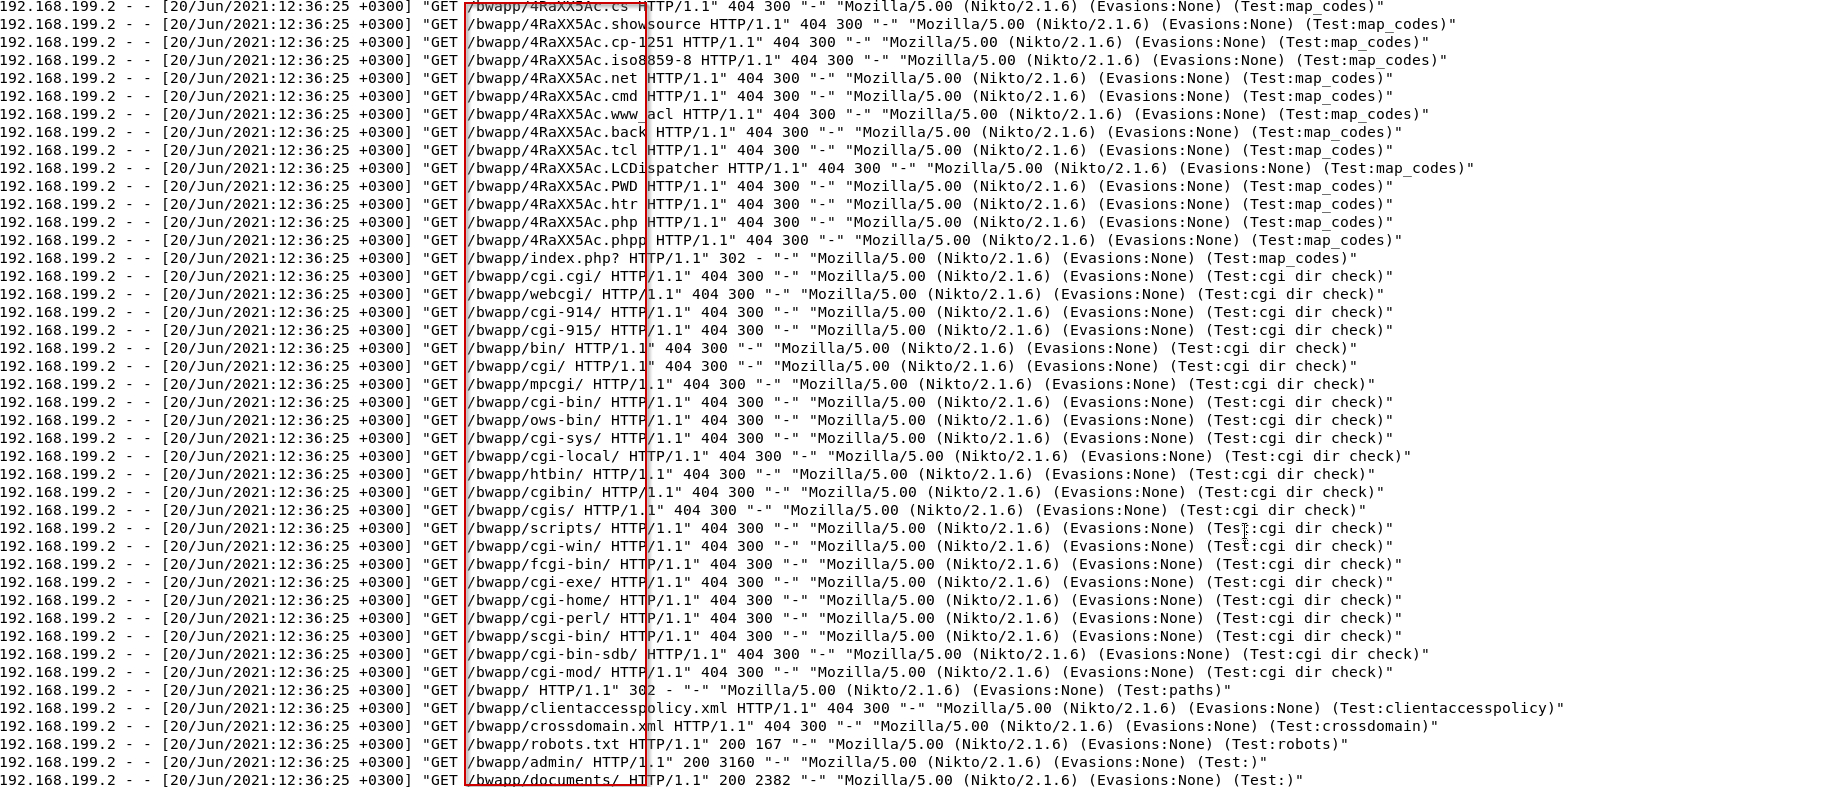 192.168.199.2 - - [20/Jun/2021:12:36:25 +0300] "GET /bwapp/4RaXX5Ac.cs HTTP/1.1" 404 300 "-" "Mozilla/5.00 (Nikto/2.1.6) (Evasions:None) (Test:map_codes)"
192.168.199.2 - - [20/Jun/2021:12:36:25 +0300] "GET /bwapp/4RaXX5Ac.showsource HTTP/1.1" 404 300 "-" "Mozilla/5.00 (Nikto/2.1.6) (Evasions:None) (Test:map_codes)"
192.168.199.2 - - [20/Jun/2021:12:36:25 +0300] "GET /bwapp/4RaXX5Ac.cp-1251 HTTP/1.1" 404 300 "-" "Mozilla/5.00 (Nikto/2.1.6) (Evasions:None) (Test:map_codes)"
192.168.199.2 - - [20/Jun/2021:12:36:25 +0300] "GET /bwapp/4RaXX5Ac.iso8859-8 HTTP/1.1" 404 300 "-" "Mozilla/5.00 (Nikto/2.1.6) (Evasions:None) (Test:map_codes)"
192.168.199.2 - - [20/Jun/2021:12:36:25 +0300] "GET /bwapp/4RaXX5Ac.net HTTP/1.1" 404 300 "-" "Mozilla/5.00 (Nikto/2.1.6) (Evasions:None) (Test:map_codes)"
192.168.199.2 - - [20/Jun/2021:12:36:25 +0300] "GET /bwapp/4RaXX5Ac.cmd HTTP/1.1" 404 300 "-" "Mozilla/5.00 (Nikto/2.1.6) (Evasions:None) (Test:map_codes)"
192.168.199.2 - - [20/Jun/2021:12:36:25 +0300] "GET /bwapp/4RaXX5Ac.www_acl HTTP/1.1" 404 300 "-" "Mozilla/5.00 (Nikto/2.1.6) (Evasions:None) (Test:map_codes)"
192.168.199.2 - - [20/Jun/2021:12:36:25 +0300] "GET /bwapp/4RaXX5Ac.back HTTP/1.1" 404 300 "-" "Mozilla/5.00 (Nikto/2.1.6) (Evasions:None) (Test:map_codes)"
192.168.199.2 - - [20/Jun/2021:12:36:25 +0300] "GET /bwapp/4RaXX5Ac.tcl HTTP/1.1" 404 300 "-" "Mozilla/5.00 (Nikto/2.1.6) (Evasions:None) (Test:map_codes)"
192.168.199.2 - - [20/Jun/2021:12:36:25 +0300] "GET /bwapp/4RaXX5Ac.LCDispatcher HTTP/1.1" 404 300 "-" "Mozilla/5.00 (Nikto/2.1.6) (Evasions:None) (Test:map_codes)"
192.168.199.2 - - [20/Jun/2021:12:36:25 +0300] "GET /bwapp/4RaXX5Ac.PWD HTTP/1.1" 404 300 "-" "Mozilla/5.00 (Nikto/2.1.6) (Evasions:None) (Test:map_codes)"
192.168.199.2 - - [20/Jun/2021:12:36:25 +0300] "GET /bwapp/4RaXX5Ac.htr HTTP/1.1" 404 300 "-" "Mozilla/5.00 (Nikto/2.1.6) (Evasions:None) (Test:map_codes)"
192.168.199.2 - - [20/Jun/2021:12:36:25 +0300] "GET /bwapp/4RaXX5Ac.php HTTP/1.1" 404 300 "-" "Mozilla/5.00 (Nikto/2.1.6) (Evasions:None) (Test:map_codes)"
192.168.199.2 - - [20/Jun/2021:12:36:25 +0300] "GET /bwapp/4RaXX5Ac.phpp HTTP/1.1" 404 300 "-" "Mozilla/5.00 (Nikto/2.1.6) (Evasions:None) (Test:map_codes)"
192.168.199.2 - - [20/Jun/2021:12:36:25 +0300] "GET /bwapp/index.php? HTTP/1.1" 302 - "-" "Mozilla/5.00 (Nikto/2.1.6) (Evasions:None) (Test:map_codes)"
192.168.199.2 - - [20/Jun/2021:12:36:25 +0300] "GET /bwapp/cgi.cgi/ HTTP/1.1" 404 300 "-" "Mozilla/5.00 (Nikto/2.1.6) (Evasions:None) (Test:cgi dir check)"
192.168.199.2 - - [20/Jun/2021:12:36:25 +0300] "GET /bwapp/webcgi/ HTTP/1.1" 404 300 "-" "Mozilla/5.00 (Nikto/2.1.6) (Evasions:None) (Test:cgi dir check)"
192.168.199.2 - - [20/Jun/2021:12:36:25 +0300] "GET /bwapp/cgi-914/ HTTP/1.1" 404 300 "-" "Mozilla/5.00 (Nikto/2.1.6) (Evasions:None) (Test:cgi dir check)"
192.168.199.2 - - [20/Jun/2021:12:36:25 +0300] "GET /bwapp/cgi-915/ HTTP/1.1" 404 300 "-" "Mozilla/5.00 (Nikto/2.1.6) (Evasions:None) (Test:cgi dir check)"
192.168.199.2 - - [20/Jun/2021:12:36:25 +0300] "GET /bwapp/bin/ HTTP/1.1" 404 300 "-" "Mozilla/5.00 (Nikto/2.1.6) (Evasions:None) (Test:cgi dir check)"
192.168.199.2 - - [20/Jun/2021:12:36:25 +0300] "GET /bwapp/cgi/ HTTP/1.1" 404 300 "-" "Mozilla/5.00 (Nikto/2.1.6) (Evasions:None) (Test:cgi dir check)"
192.168.199.2 - - [20/Jun/2021:12:36:25 +0300] "GET /bwapp/mpcgi/ HTTP/1.1" 404 300 "-" "Mozilla/5.00 (Nikto/2.1.6) (Evasions:None) (Test:cgi dir check)"
192.168.199.2 - - [20/Jun/2021:12:36:25 +0300] "GET /bwapp/cgi-bin/ HTTP/1.1" 404 300 "-" "Mozilla/5.00 (Nikto/2.1.6) (Evasions:None) (Test:cgi dir check)"
192.168.199.2 - - [20/Jun/2021:12:36:25 +0300] "GET /bwapp/ows-bin/ HTTP/1.1" 404 300 "-" "Mozilla/5.00 (Nikto/2.1.6) (Evasions:None) (Test:cgi dir check)"
192.168.199.2 - - [20/Jun/2021:12:36:25 +0300] "GET /bwapp/cgi-sys/ HTTP/1.1" 404 300 "-" "Mozilla/5.00 (Nikto/2.1.6) (Evasions:None) (Test:cgi dir check)"
192.168.199.2 - - [20/Jun/2021:12:36:25 +0300] "GET /bwapp/cgi-local/ HTTP/1.1" 404 300 "-" "Mozilla/5.00 (Nikto/2.1.6) (Evasions:None) (Test:cgi dir check)"
192.168.199.2 - - [20/Jun/2021:12:36:25 +0300] "GET /bwapp/htbin/ HTTP/1.1" 404 300 "-" "Mozilla/5.00 (Nikto/2.1.6) (Evasions:None) (Test:cgi dir check)"
192.168.199.2 - - [20/Jun/2021:12:36:25 +0300] "GET /bwapp/cgibin/ HTTP/1.1" 404 300 "-" "Mozilla/5.00 (Nikto/2.1.6) (Evasions:None) (Test:cgi dir check)"
192.168.199.2 - - [20/Jun/2021:12:36:25 +0300] "GET /bwapp/cgis/ HTTP/1.1" 404 300 "-" "Mozilla/5.00 (Nikto/2.1.6) (Evasions:None) (Test:cgi dir check)"
192.168.199.2 - - [20/Jun/2021:12:36:25 +0300] "GET /bwapp/scripts/ HTTP/1.1" 404 300 "-" "Mozilla/5.00 (Nikto/2.1.6) (Evasions:None) (Test:cgi dir check)"
192.168.199.2 - - [20/Jun/2021:12:36:25 +0300] "GET /bwapp/cgi-win/ HTTP/1.1" 404 300 "-" "Mozilla/5.00 (Nikto/2.1.6) (Evasions:None) (Test:cgi dir check)"
192.168.199.2 - - [20/Jun/2021:12:36:25 +0300] "GET /bwapp/fcgi-bin/ HTTP/1.1" 404 300 "-" "Mozilla/5.00 (Nikto/2.1.6) (Evasions:None) (Test:cgi dir check)"
192.168.199.2 - - [20/Jun/2021:12:36:25 +0300] "GET /bwapp/cgi-exe/ HTTP/1.1" 404 300 "-" "Mozilla/5.00 (Nikto/2.1.6) (Evasions:None) (Test:cgi dir check)"
192.168.199.2 - - [20/Jun/2021:12:36:25 +0300] "GET /bwapp/cgi-home/ HTTP/1.1" 404 300 "-" "Mozilla/5.00 (Nikto/2.1.6) (Evasions:None) (Test:cgi dir check)"
192.168.199.2 - - [20/Jun/2021:12:36:25 +0300] "GET /bwapp/cgi-perl/ HTTP/1.1" 404 300 "-" "Mozilla/5.00 (Nikto/2.1.6) (Evasions:None) (Test:cgi dir check)"
192.168.199.2 - - [20/Jun/2021:12:36:25 +0300] "GET /bwapp/scgi-bin/ HTTP/1.1" 404 300 "-" "Mozilla/5.00 (Nikto/2.1.6) (Evasions:None) (Test:cgi dir check)"
192.168.199.2 - - [20/Jun/2021:12:36:25 +0300] "GET /bwapp/cgi-bin-sdb/ HTTP/1.1" 404 300 "-" "Mozilla/5.00 (Nikto/2.1.6) (Evasions:None) (Test:cgi dir check)"
192.168.199.2 - - [20/Jun/2021:12:36:25 +0300] "GET /bwapp/cgi-mod/ HTTP/1.1" 404 300 "-" "Mozilla/5.00 (Nikto/2.1.6) (Evasions:None) (Test:cgi dir check)"
192.168.199.2 - - [20/Jun/2021:12:36:25 +0300] "GET /bwapp/ HTTP/1.1" 302 - "-" "Mozilla/5.00 (Nikto/2.1.6) (Evasions:None) (Test:paths)"
192.168.199.2 - - [20/Jun/2021:12:36:25 +0300] "GET /bwapp/clientaccesspolicy.xml HTTP/1.1" 404 300 "-" "Mozilla/5.00 (Nikto/2.1.6) (Evasions:None) (Test:clientaccesspolicy)"
192.168.199.2 - - [20/Jun/2021:12:36:25 +0300] "GET /bwapp/crossdomain.xml HTTP/1.1" 404 300 "-" "Mozilla/5.00 (Nikto/2.1.6) (Evasions:None) (Test:crossdomain)"
192.168.199.2 - - [20/Jun/2021:12:36:25 +0300] "GET /bwapp/robots.txt HTTP/1.1" 200 167 "-" "Mozilla/5.00 (Nikto/2.1.6) (Evasions:None) (Test:robots)"
192.168.199.2 - - [20/Jun/2021:12:36:25 +0300] "GET /bwapp/admin/ HTTP/1.1" 200 3160 "-" "Mozilla/5.00 (Nikto/2.1.6) (Evasions:None) (Test:)"
192.168.199.2 - - [20/Jun/2021:12:36:25 +0300] "GET /bwapp/documents/ HTTP/1.1" 200 2382 "-" "Mozilla/5.00 (Nikto/2.1.6) (Evasions:None) (Test:)"